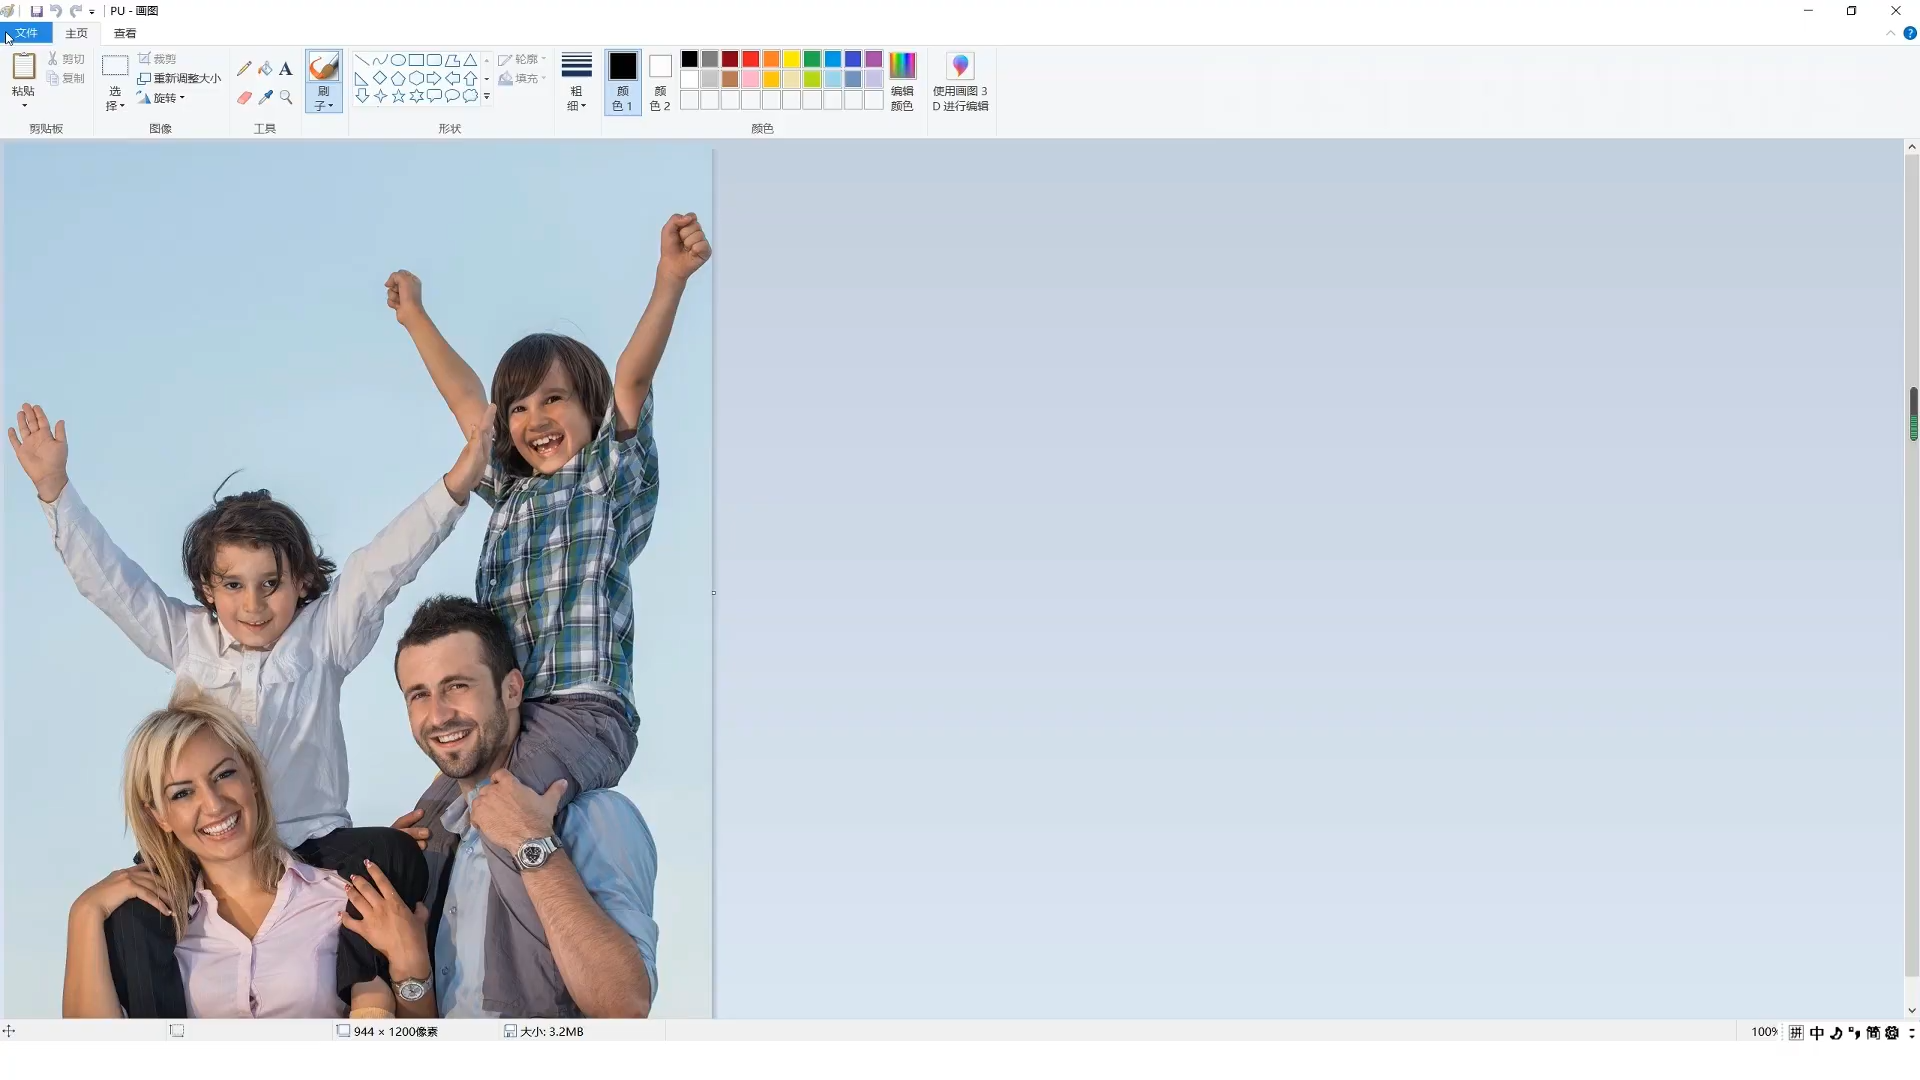 PU - 画图
文件
主页
查看
粘贴
剪切
复制
剪贴板
选择
裁剪
重新调整大小
旋转
图像
A
工具
刷子
轮廓
填充
形状
粗细
颜色 1
颜色 2
编辑颜色
颜色
使用画图 3D 进行编辑
944 × 1200像素
大小: 3.2MB
100%
拼 中 简